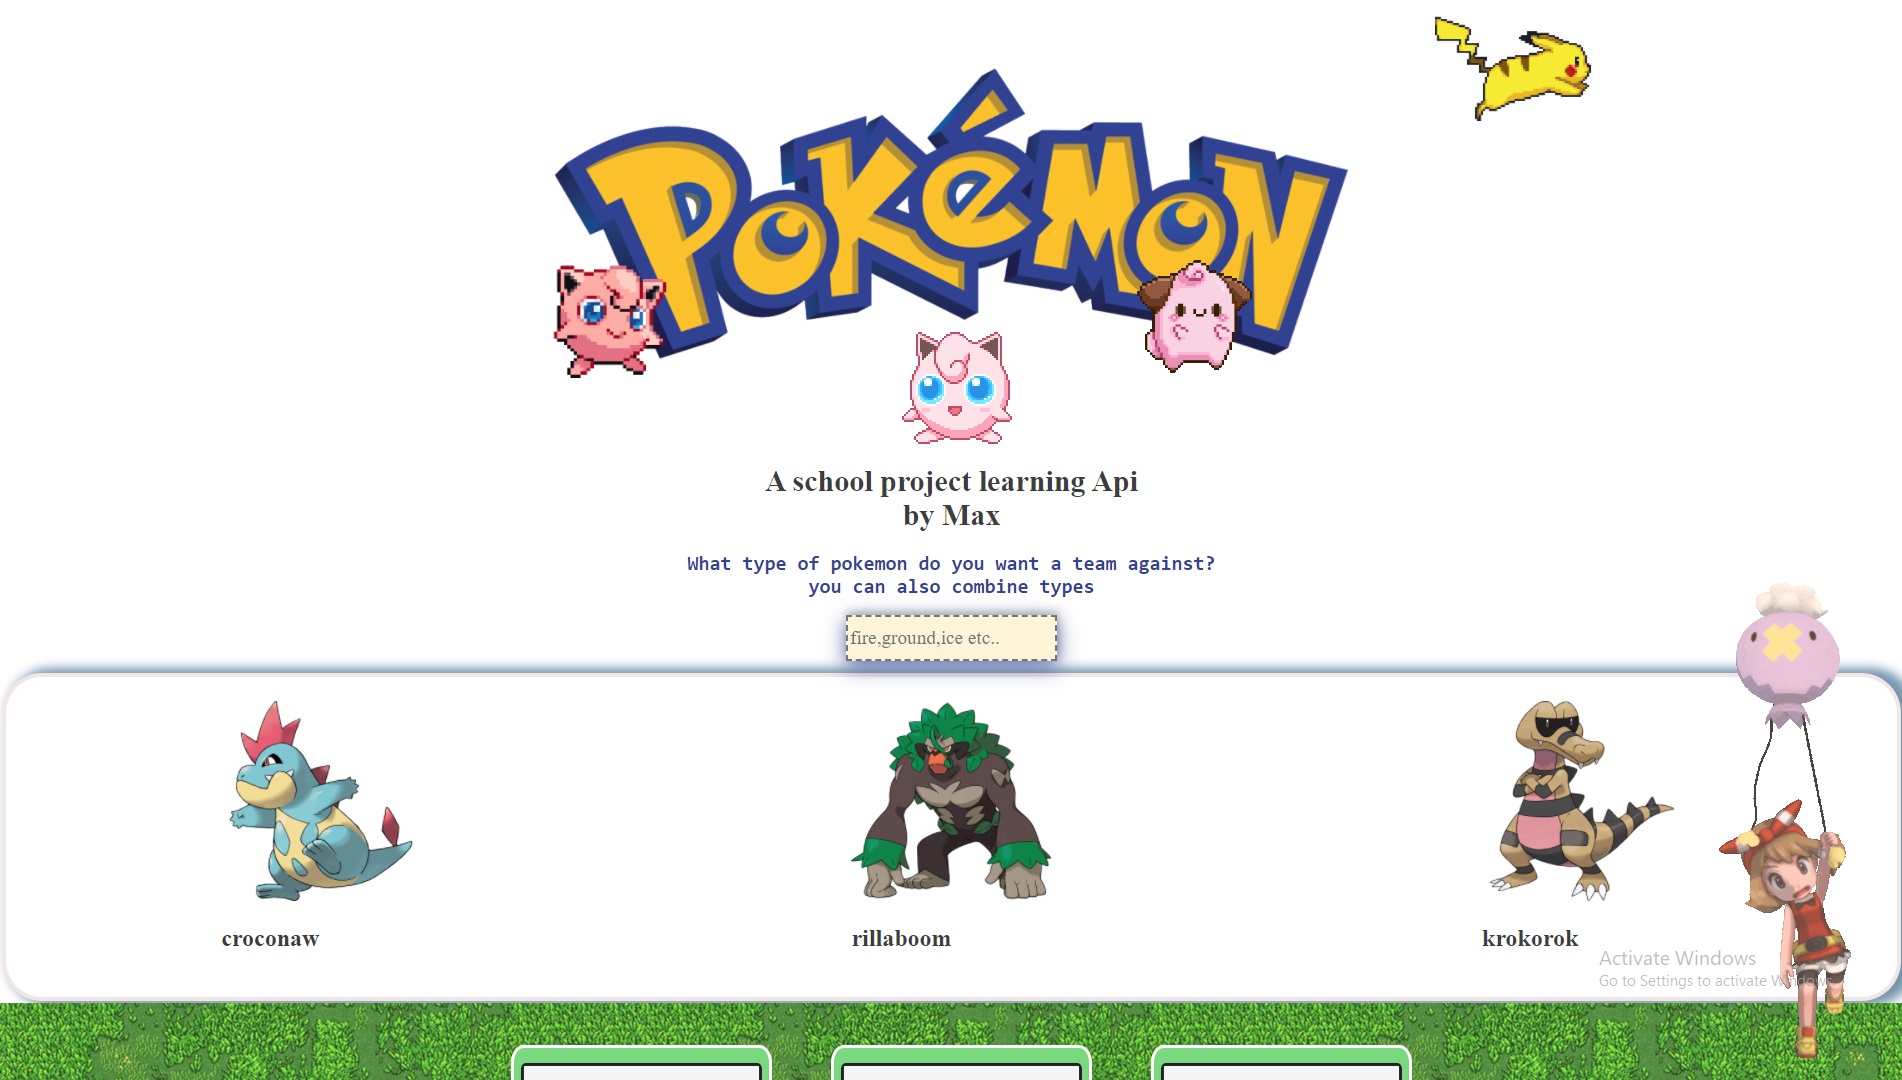 POKéMON
A school project learning Api
by Max
What type of pokemon do you want a team against?
you can also combine types
fire,ground,ice etc..
croconaw
rillaboom
krokorok
Activate Windows
Go to Settings to activate Windows